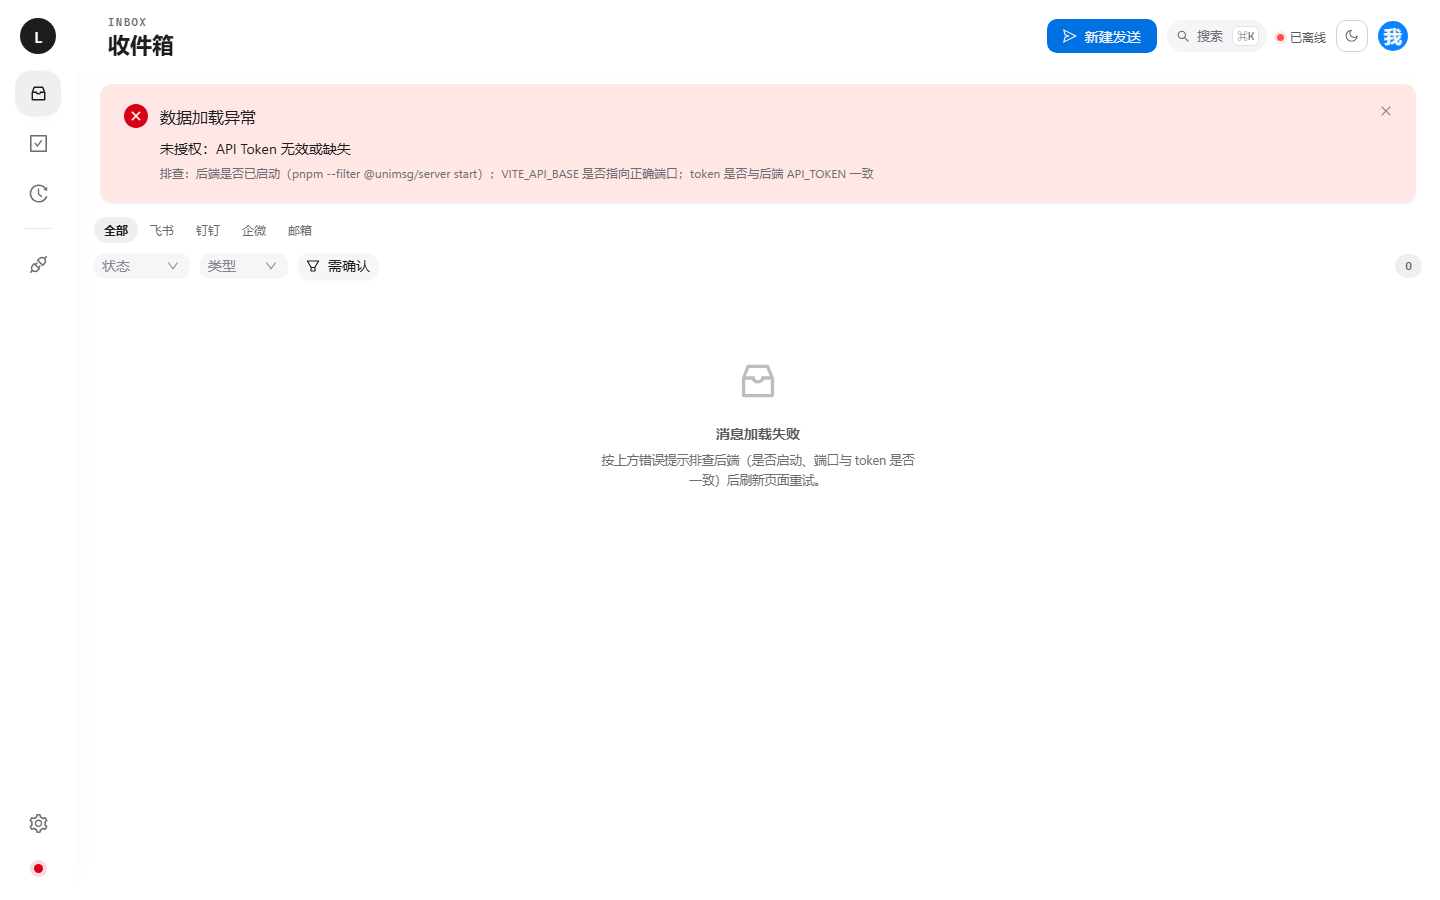 L
INBOX
收件箱
新建发送
搜索 ⌘K
已离线
我
数据加载异常
未授权：API Token 无效或缺失
排查：后端是否已启动（pnpm --filter @unimsg/server start）；VITE_API_BASE 是否指向正确端口；token 是否与后端 API_TOKEN 一致
全部 飞书 钉钉 企微 邮箱
状态 类型 需确认 0
消息加载失败
按上方错误提示排查后端（是否启动、端口与 token 是否
一致）后刷新页面重试。